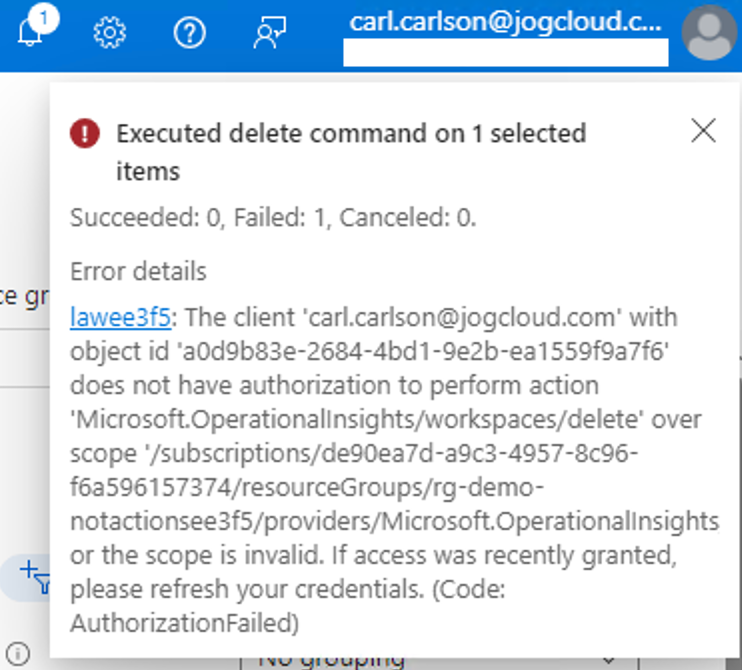 1
carl.carlson@jogcloud.c...
Executed delete command on 1 selected
items
Succeeded: 0, Failed: 1, Canceled: 0.
Error details
ce gr
lawee3f5: The client 'carl.carlson@jogcloud.com' with
object id 'a0d9b83e-2684-4bd1-9e2b-ea1559f9a7f6'
does not have authorization to perform action
'Microsoft.OperationalInsights/workspaces/delete' over
scope '/subscriptions/de90ea7d-a9c3-4957-8c96-
f6a596157374/resourceGroups/rg-demo-
notactionsee3f5/providers/Microsoft.OperationalInsights
or the scope is invalid. If access was recently granted,
please refresh your credentials. (Code:
AuthorizationFailed)
No grouping